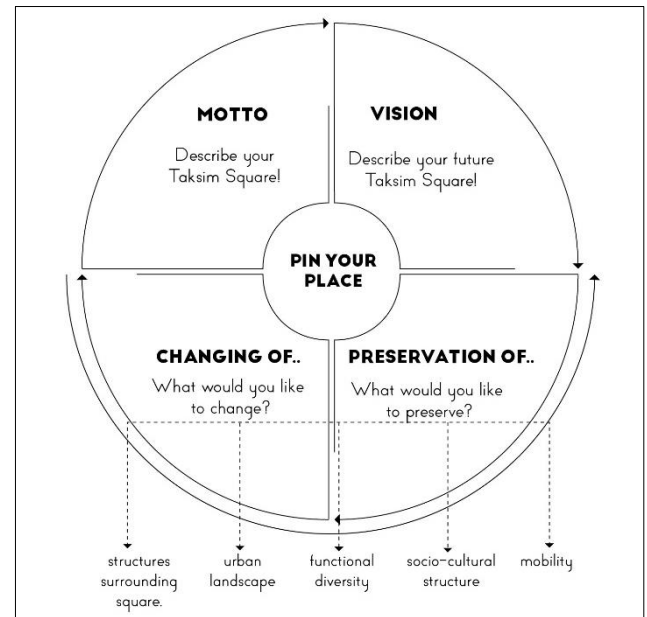 MOTTO
Describe your
Taksim Square!
VISION
Describe your future
Taksim Square!
PIN YOUR
PLACE
CHANGING OF..
What would you like
to change?
PRESERVATION OF..
What would you like
to preserve?
structures
surrounding
square.
urban
landscape
functional
diversity
socio-cultural
structure
mobility